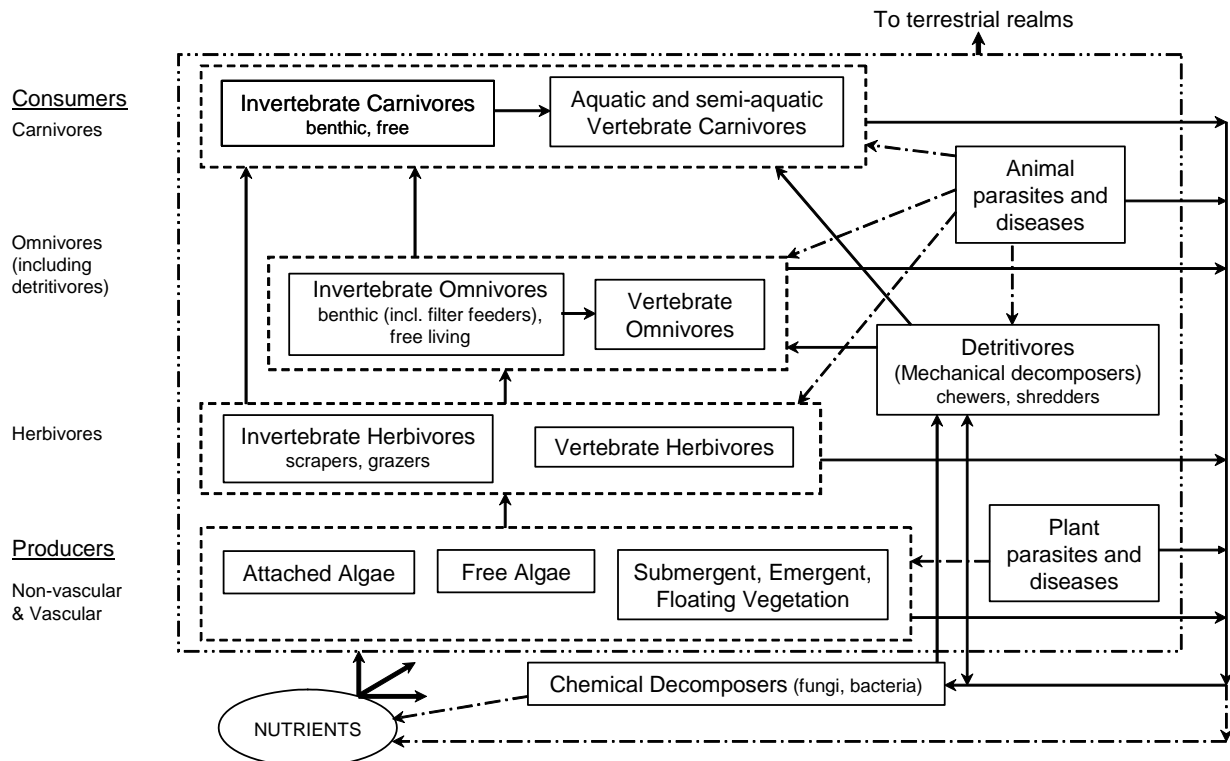 To terrestrial realms
Consumers
Carnivores
Invertebrate Carnivores
benthic, free
Aquatic and semi-aquatic
Vertebrate Carnivores
Animal
parasites and
diseases
Omnivores
(including
detritivores)
Invertebrate Omnivores
benthic (incl. filter feeders),
free living
Vertebrate
Omnivores
Detritivores
(Mechanical decomposers)
chewers, shredders
Herbivores
Invertebrate Herbivores
scrapers, grazers
Vertebrate Herbivores
Producers
Non-vascular
& Vascular
Attached Algae
Free Algae
Submergent, Emergent,
Floating Vegetation
Plant
parasites and
diseases
Chemical Decomposers (fungi, bacteria)
NUTRIENTS